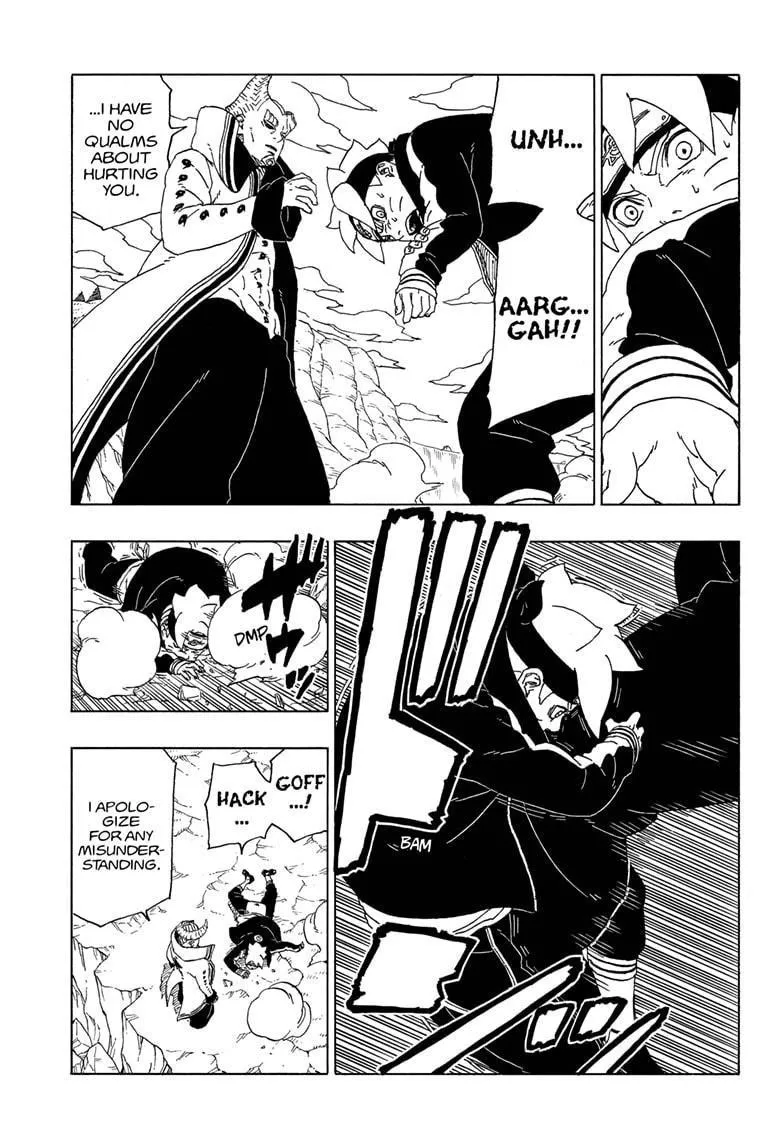 UNH...
AARG...
GAH!!
...I HAVE
NO
QUALMS
ABOUT
HURTING
YOU.
BAM
DMP
GOFF
...!
HACK
...
I APOLO-
GIZE
FOR ANY
MISUNDER-
STANDING.